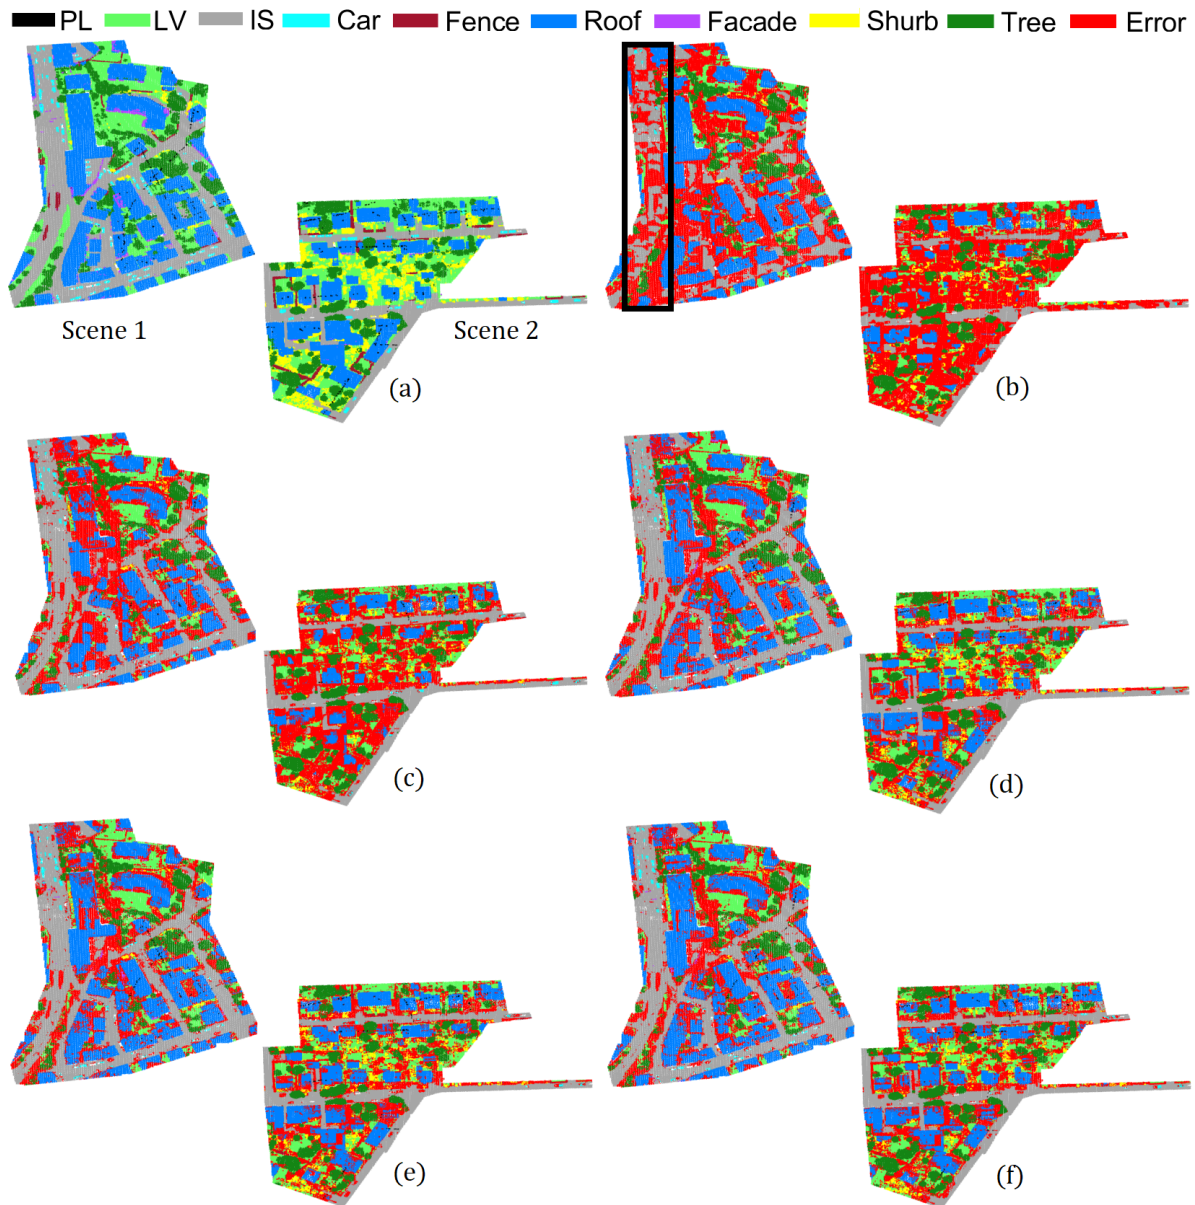 PL LV IS Car Fence Roof Facade Shurb Tree Error
Scene 1
Scene 2
(a)
(b)
(c)
(d)
(e)
(f)